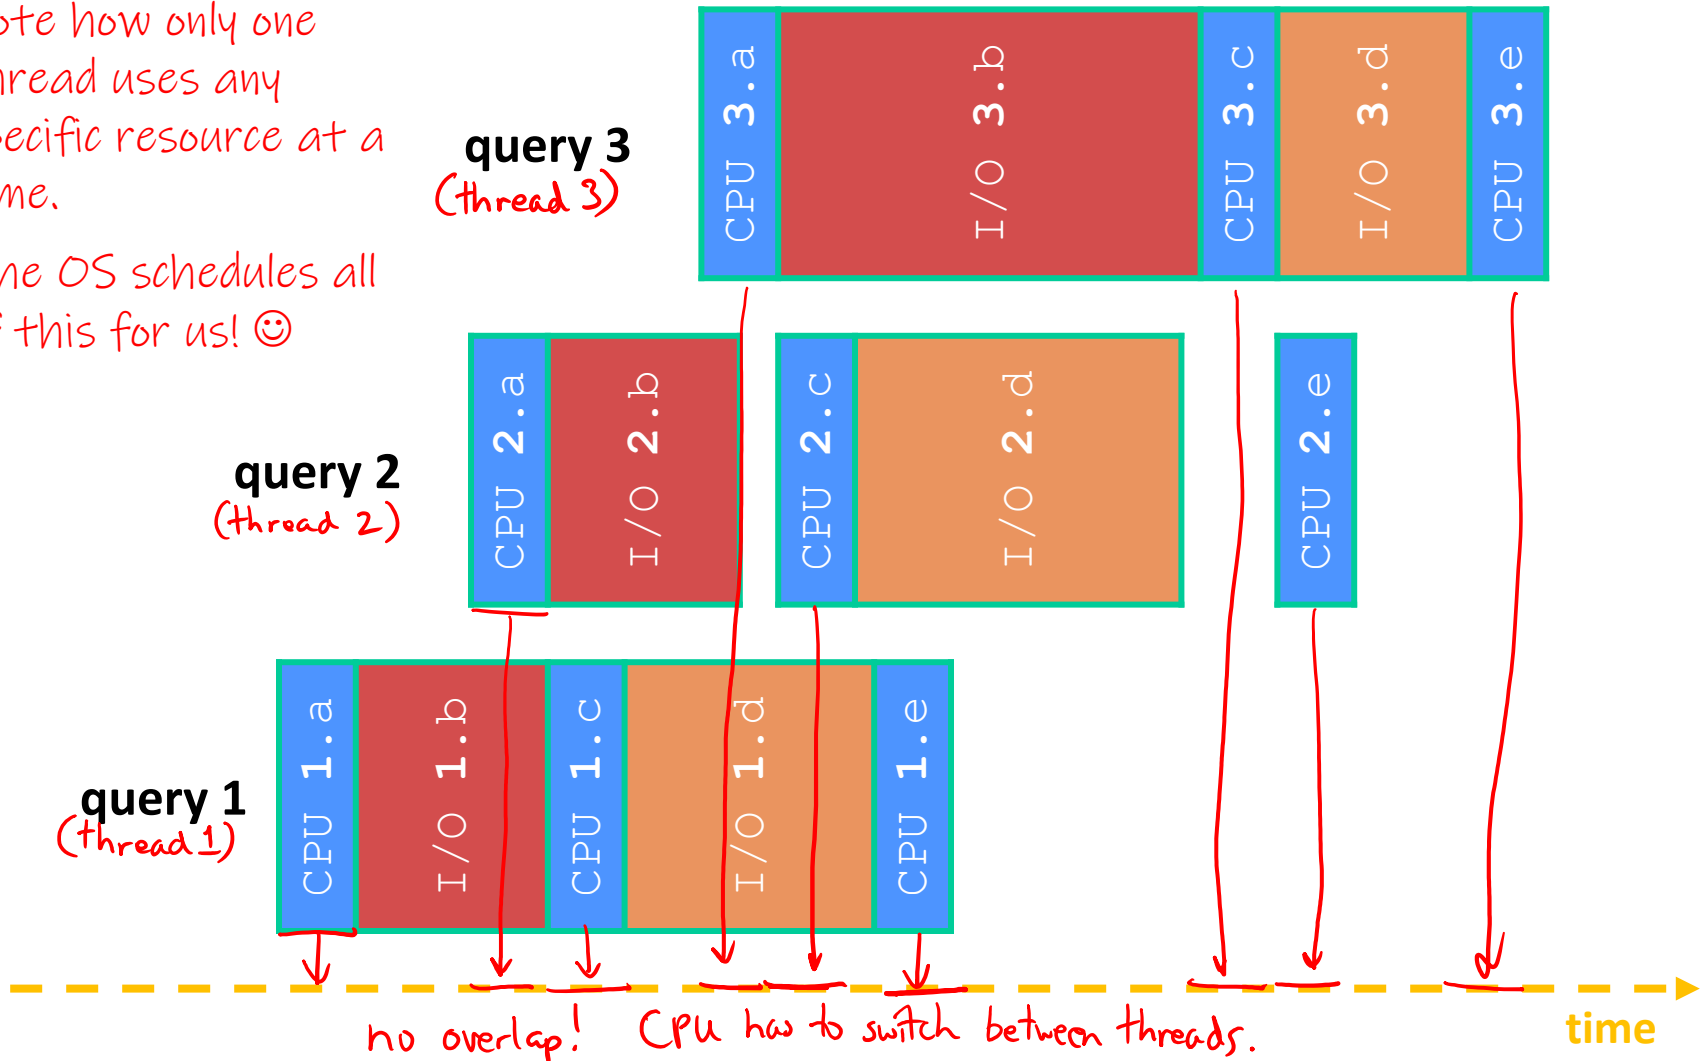 ote how only one
hread uses any
pecific resource at a
me.
he OS schedules all
f this for us! ☺
query 3
(thread 3)
CPU 3.a
I/O 3.b
CPU 3.c
I/O 3.d
CPU 3.e
query 2
(thread 2)
CPU 2.a
I/O 2.b
CPU 2.c
I/O 2.d
CPU 2.e
query 1
(thread 1)
CPU 1.a
I/O 1.b
CPU 1.c
I/O 1.d
CPU 1.e
no overlap! CPU has to switch between threads.
time